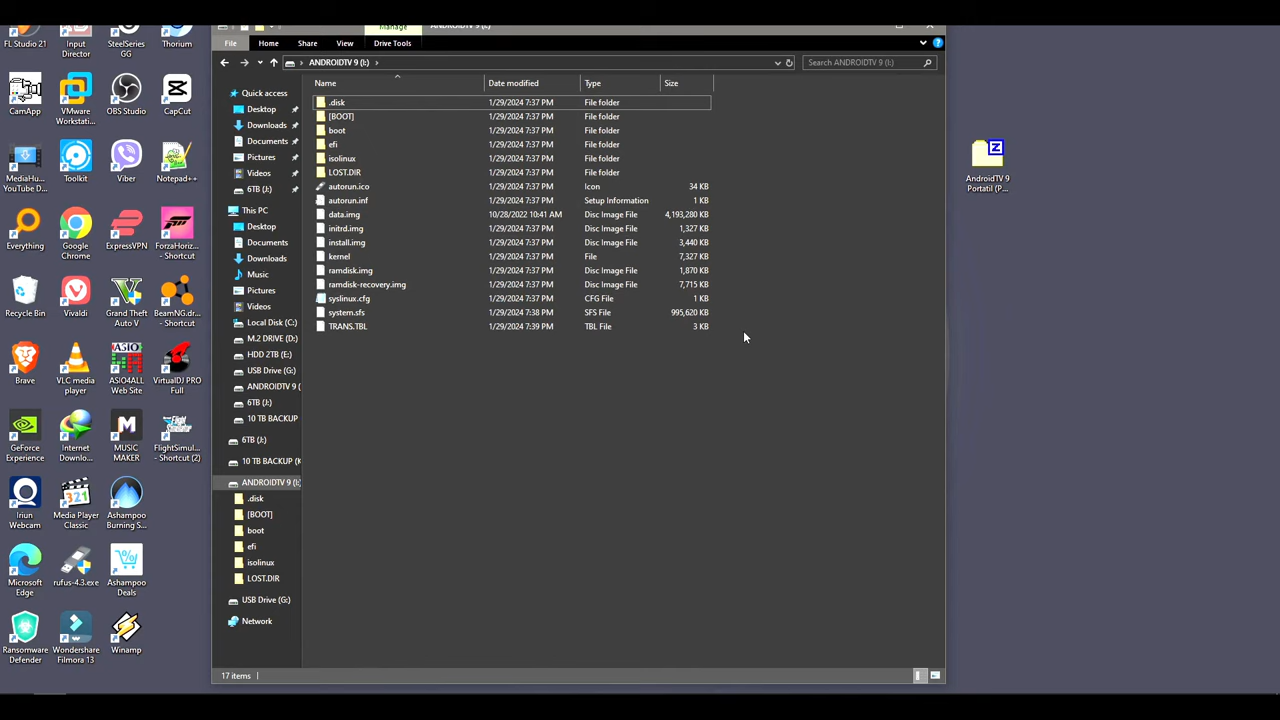 FL Studio 21
Input
Director
SteelSeries
GG
Thorium
CamApp
VMware
Workstati...
OBS Studio
CapCut
MediaHu...
YouTube D...
Toolkit
Viber
Notepad++
Everything
Google
Chrome
ExpressVPN
ForzaHoriz...
- Shortcut
Recycle Bin
Vivaldi
Grand Theft
Auto V
BeamNG.dr...
- Shortcut
Brave
VLC media
player
ASIO4ALL
Web Site
VirtualDJ PRO
Full
GeForce
Experience
Internet
Downlo...
MUSIC
MAKER
FlightSimul...
- Shortcut (2)
Iriun
Webcam
Media Player
Classic
Ashampoo
Burning S...
Microsoft
Edge
rufus-4.3.exe
Ashampoo
Deals
Ransomware
Defender
Wondershare
Filmora 13
Winamp
Manage
ANDROIDTV 9 (I:)
File Home Share View Drive Tools
ANDROIDTV 9 (I:)
Search ANDROIDTV 9 (I:)
Quick access
Desktop
Downloads
Documents
Pictures
Videos
6TB (J:)
This PC
Desktop
Documents
Downloads
Music
Pictures
Videos
Local Disk (C:)
M.2 DRIVE (D:)
HDD 2TB (E:)
USB Drive (G:)
ANDROIDTV 9 (
6TB (J:)
10 TB BACKUP
6TB (J:)
10 TB BACKUP (K
ANDROIDTV 9 (I:
.disk
[BOOT]
boot
efi
isolinux
LOST.DIR
USB Drive (G:)
Network
Name Date modified Type Size
.disk 1/29/2024 7:37 PM File folder
[BOOT] 1/29/2024 7:37 PM File folder
boot 1/29/2024 7:37 PM File folder
efi 1/29/2024 7:37 PM File folder
isolinux 1/29/2024 7:37 PM File folder
LOST.DIR 1/29/2024 7:37 PM File folder
autorun.ico 1/29/2024 7:37 PM Icon 34 KB
autorun.inf 1/29/2024 7:37 PM Setup Information 1 KB
data.img 10/28/2022 10:41 AM Disc Image File 4,193,280 KB
initrd.img 1/29/2024 7:37 PM Disc Image File 1,327 KB
install.img 1/29/2024 7:37 PM Disc Image File 3,440 KB
kernel 1/29/2024 7:37 PM File 7,327 KB
ramdisk.img 1/29/2024 7:37 PM Disc Image File 1,870 KB
ramdisk-recovery.img 1/29/2024 7:37 PM Disc Image File 7,715 KB
syslinux.cfg 1/29/2024 7:37 PM CFG File 1 KB
system.sfs 1/29/2024 7:38 PM SFS File 995,620 KB
TRANS.TBL 1/29/2024 7:39 PM TBL File 3 KB
17 items
Z
AndroidTV 9
Portatil (P...